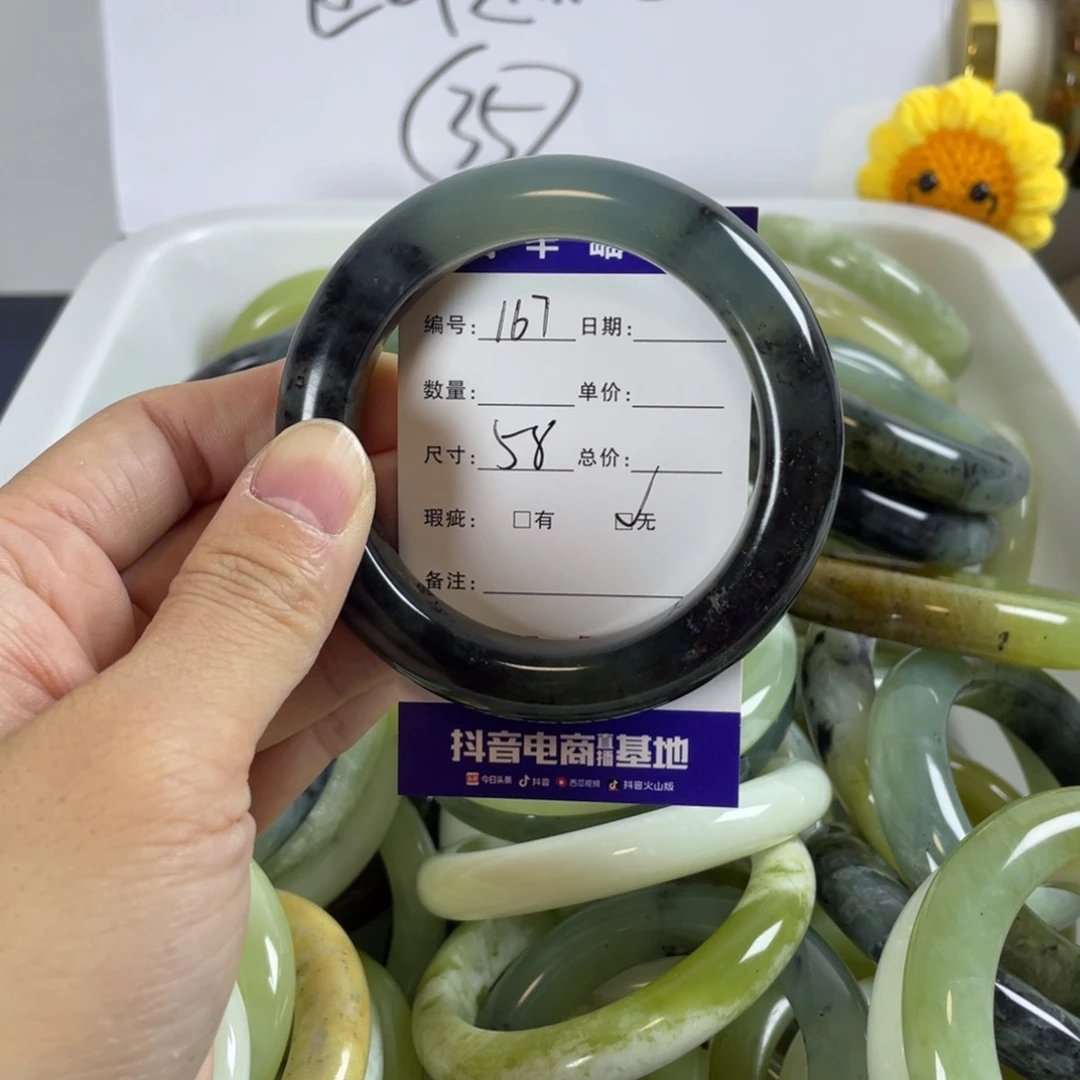 35
编号: 167 日期:
数量: 单价:
尺寸: 58 总价:
瑕疵: □有 ☑无
备注:
抖音电商直播基地
今日头条 抖音 西瓜视频 抖音火山版